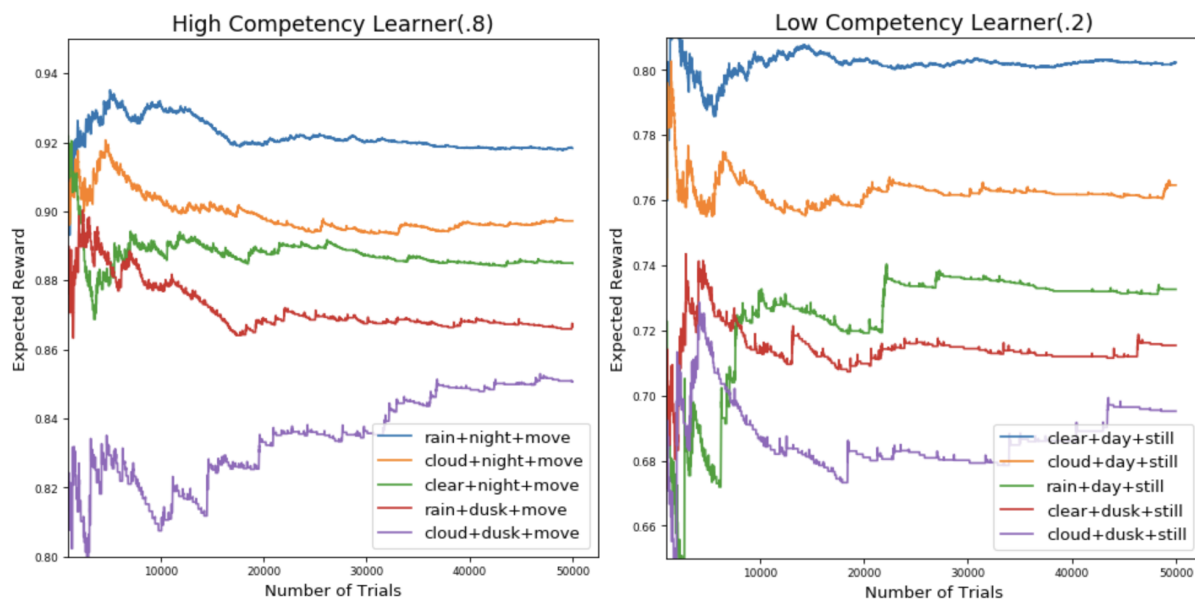 High Competency Learner(.8)
Expected Reward
0.94
0.92
0.90
0.88
0.86
0.84
0.82
0.80
rain+night+move
cloud+night+move
clear+night+move
rain+dusk+move
cloud+dusk+move
10000
20000
30000
40000
50000
Number of Trials
Low Competency Learner(.2)
Expected Reward
0.80
0.78
0.76
0.74
0.72
0.70
0.68
0.66
clear+day+still
cloud+day+still
rain+day+still
clear+dusk+still
cloud+dusk+still
10000
20000
30000
40000
50000
Number of Trials